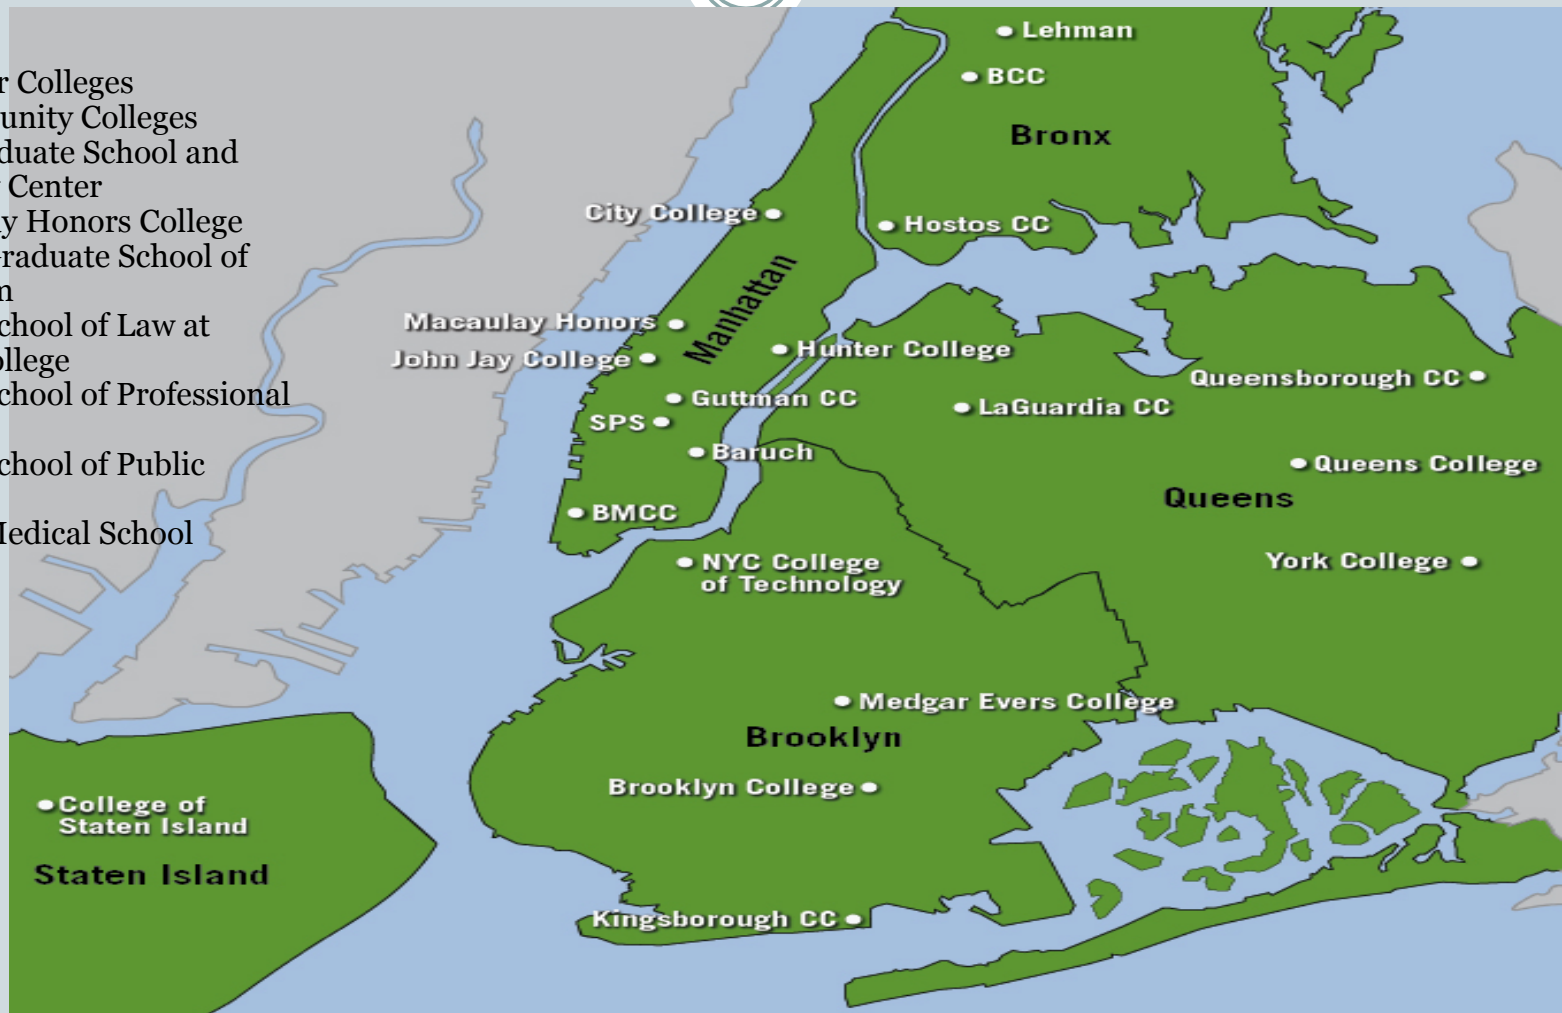 r Colleges
unity Colleges
duate School and
Center
y Honors College
raduate School of
m
chool of Law at
ollege
chool of Professional
chool of Public
Medical School
Lehman
BCC
Bronx
City College
Hostos CC
Manhattan
Macaulay Honors
John Jay College
Hunter College
Guttman CC
SPS
Baruch
BMCC
LaGuardia CC
Queensborough CC
Queens College
Queens
York College
NYC College
of Technology
Medgar Evers College
Brooklyn
Brooklyn College
Kingsborough CC
College of
Staten Island
Staten Island